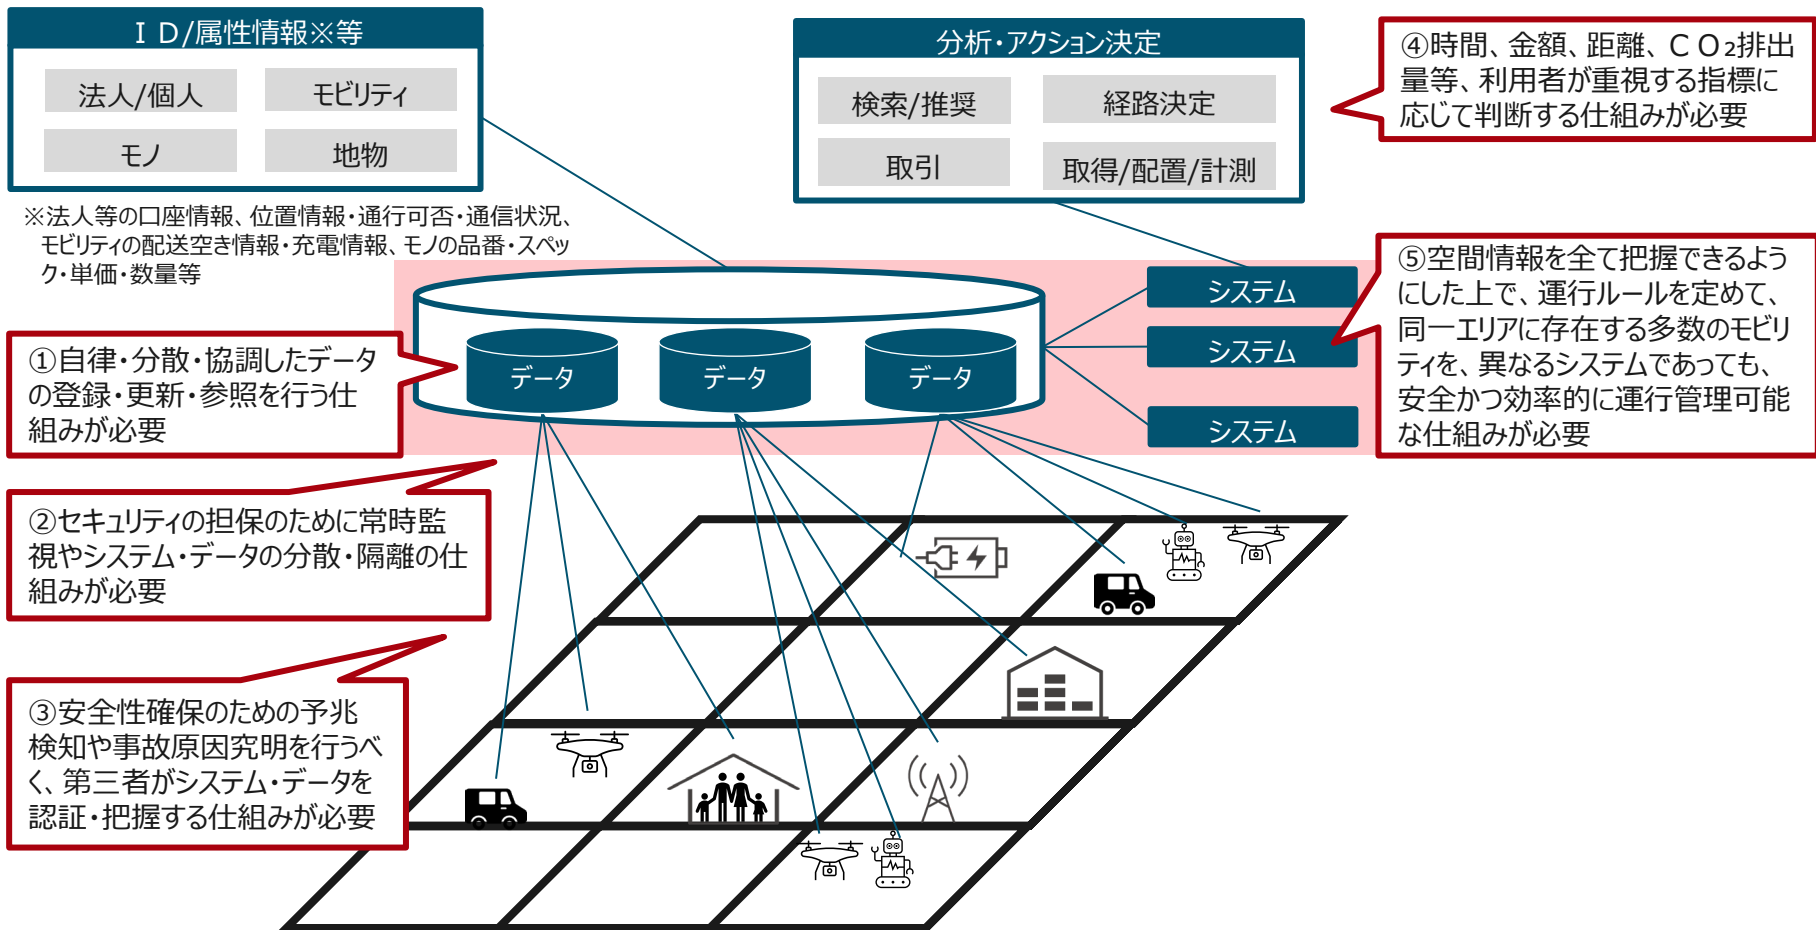 ＩＤ/属性情報※等
法人/個人
モビリティ
モノ
地物
※法人等の口座情報、位置情報・通行可否・通信状況、
モビリティの配送空き情報・充電情報、モノの品番・スペッ
ク・単価・数量等
分析・アクション決定
検索/推奨
経路決定
取引
取得/配置/計測
④時間、金額、距離、ＣＯ₂排出
量等、利用者が重視する指標に
応じて判断する仕組みが必要
①自律・分散・協調したデータ
の登録・更新・参照を行う仕
組みが必要
データ
データ
データ
システム
システム
システム
⑤空間情報を全て把握できるよう
にした上で、運行ルールを定めて、
同一エリアに存在する多数のモビリ
ティを、異なるシステムであっても、
安全かつ効率的に運行管理可能
な仕組みが必要
②セキュリティの担保のために常時監
視やシステム・データの分散・隔離の仕
組みが必要
③安全性確保のための予兆
検知や事故原因究明を行うべ
く、第三者がシステム・データを
認証・把握する仕組みが必要